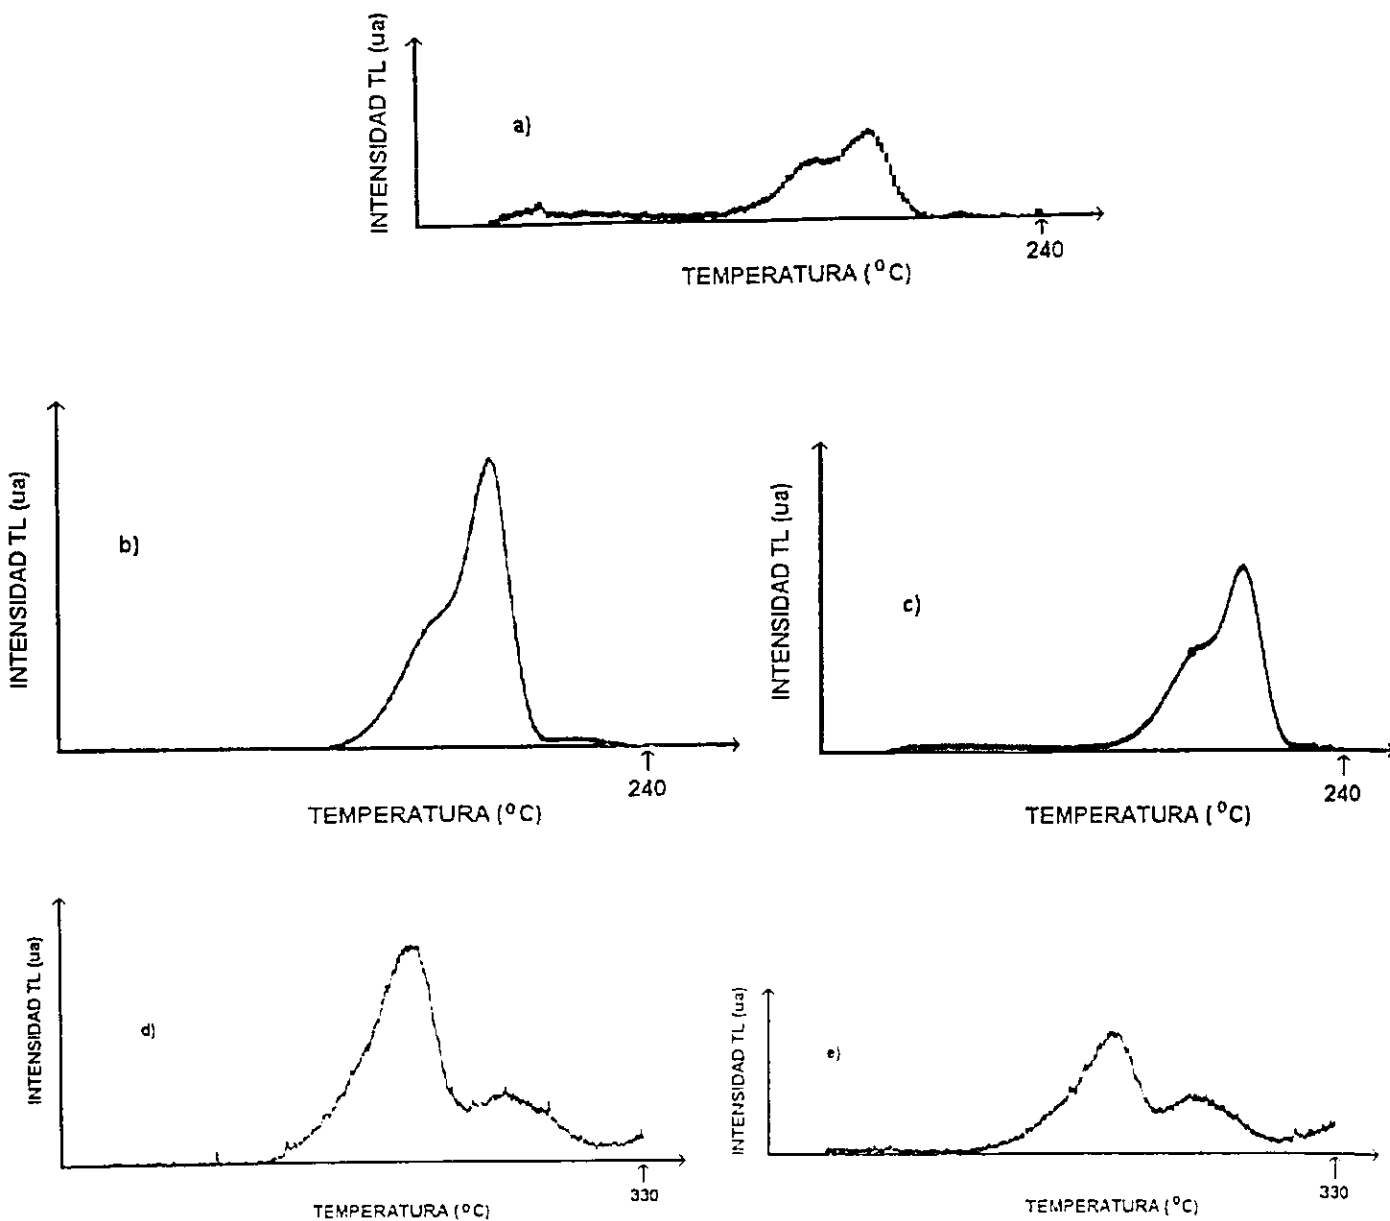 INTENSIDAD TL (ua)
a)
240
TEMPERATURA (°C)
INTENSIDAD TL (ua)
b)
240
TEMPERATURA (°C)
INTENSIDAD TL (ua)
c)
240
TEMPERATURA (°C)
INTENSIDAD TL (ua)
d)
330
TEMPERATURA (°C)
INTENSIDAD TL (ua)
e)
330
TEMPERATURA (°C)